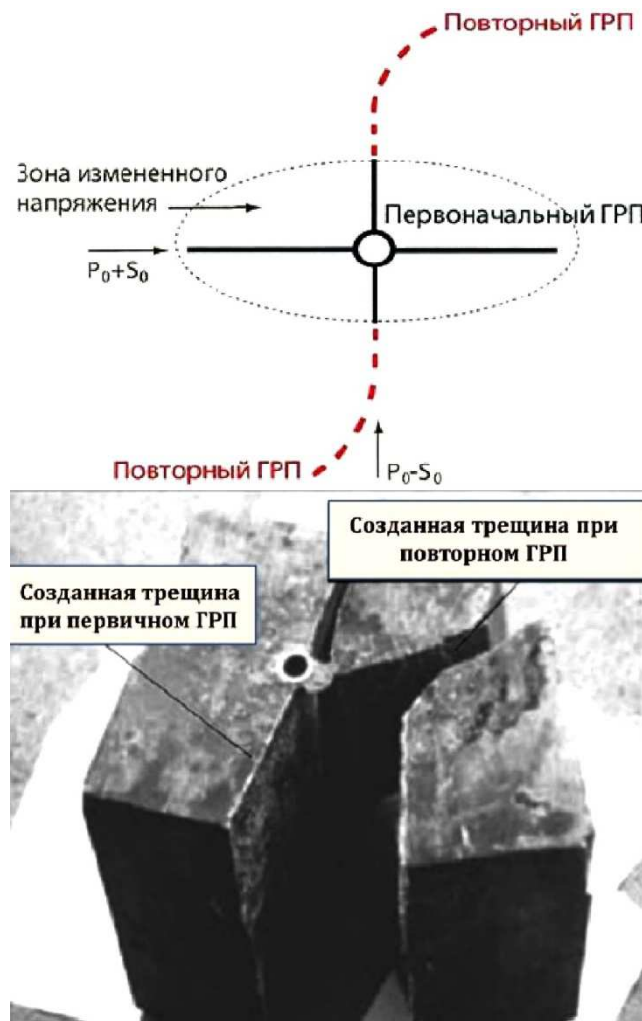 Повторный ГРП
Зона измененного
напряжения
Первоначальный ГРП
P₀+S₀
Повторный ГРП
P₀-S₀
Созданная трещина при
повторном ГРП
Созданная трещина
при первичном ГРП